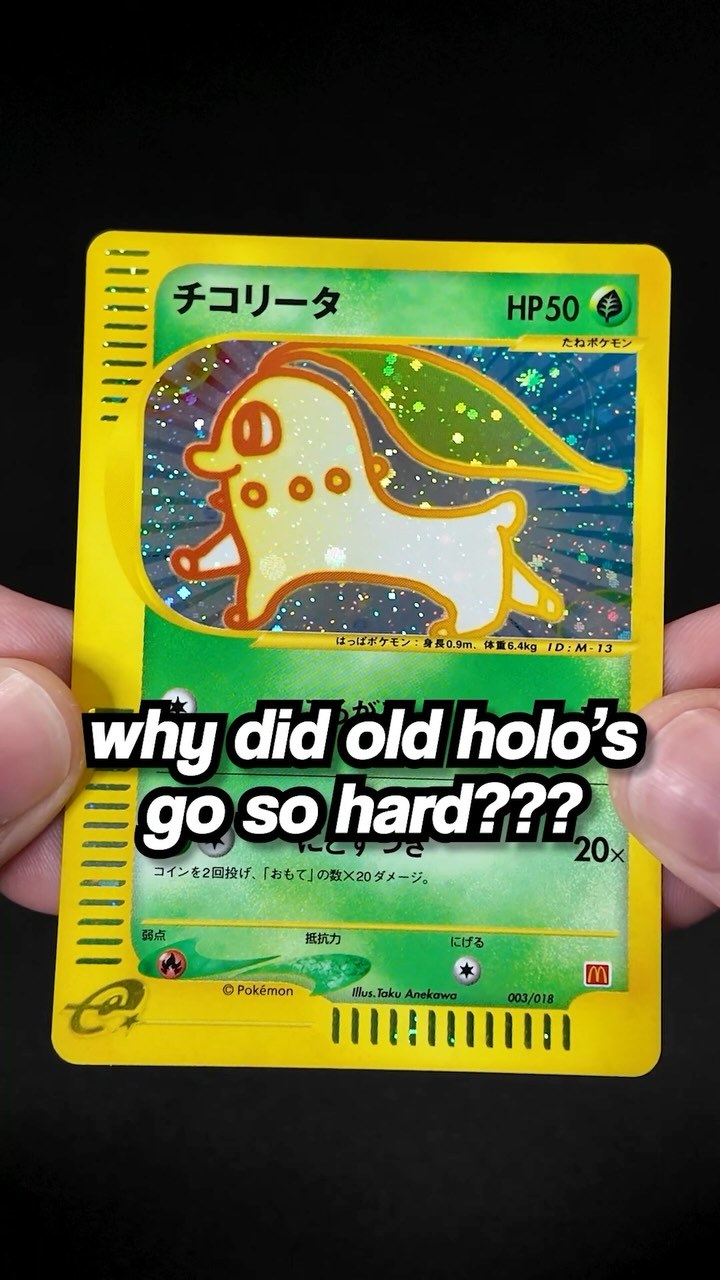 チコリータ
HP50
たねポケモン
はっぱポケモン：身長0.9m、体重6.4kg ID:M-13
why did old holo’s
go so hard???
20×
コインを2回投げ、「おもて」の数×20ダメージ。
弱点
抵抗力
にげる
© Pokémon
Illus.Taku Anekawa
003/018